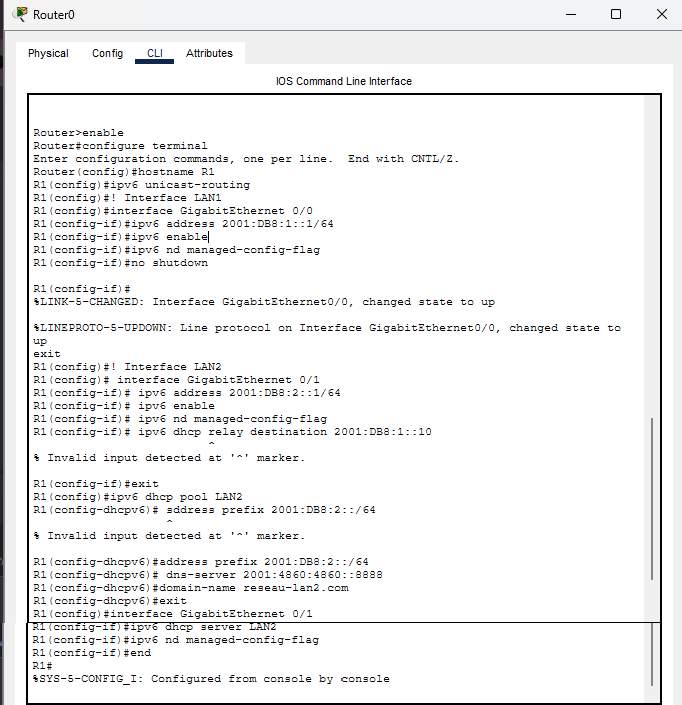 Router0
Physical Config CLI Attributes
IOS Command Line Interface
Router>enable
Router#configure terminal
Enter configuration commands, one per line.  End with CNTL/Z.
Router(config)#hostname R1
R1(config)#ipv6 unicast-routing
R1(config)#! Interface LAN1
R1(config)#interface GigabitEthernet 0/0
R1(config-if)#ipv6 address 2001:DB8:1::1/64
R1(config-if)#ipv6 enable
R1(config-if)#ipv6 nd managed-config-flag
R1(config-if)#no shutdown
R1(config-if)#
%LINK-5-CHANGED: Interface GigabitEthernet0/0, changed state to up
%LINEPROTO-5-UPDOWN: Line protocol on Interface GigabitEthernet0/0, changed state to
up
exit
R1(config)#! Interface LAN2
R1(config)# interface GigabitEthernet 0/1
R1(config-if)# ipv6 address 2001:DB8:2::1/64
R1(config-if)# ipv6 enable
R1(config-if)# ipv6 nd managed-config-flag
R1(config-if)# ipv6 dhcp relay destination 2001:DB8:1::10
^
% Invalid input detected at '^' marker.
R1(config-if)#exit
R1(config)#ipv6 dhcp pool LAN2
R1(config-dhcpv6)# sddress prefix 2001:DB8:2::/64
^
% Invalid input detected at '^' marker.
R1(config-dhcpv6)#address prefix 2001:DB8:2::/64
R1(config-dhcpv6)# dns-server 2001:4860:4860::8888
R1(config-dhcpv6)#domain-name reseau-lan2.com
R1(config-dhcpv6)#exit
R1(config)#interface GigabitEthernet 0/1
R1(config-if)#ipv6 dhcp server LAN2
R1(config-if)#ipv6 nd managed-config-flag
R1(config-if)#end
R1#
%SYS-5-CONFIG_I: Configured from console by console